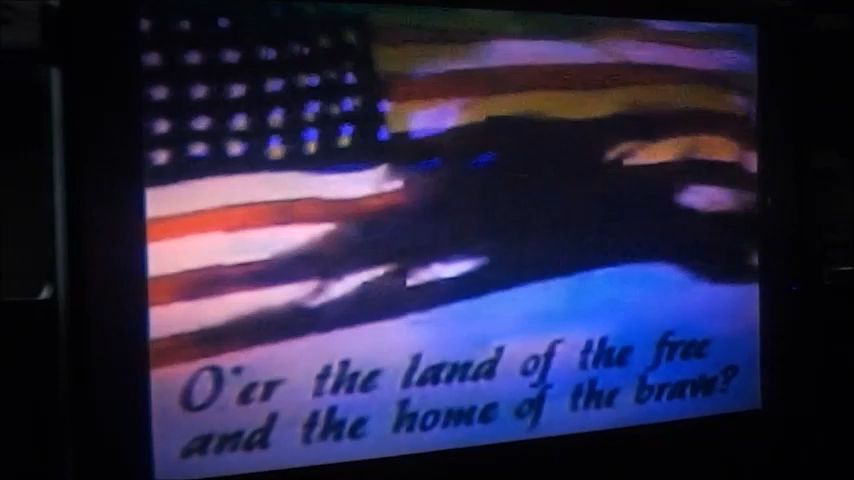 O'er the land of the free
and the home of the brave?